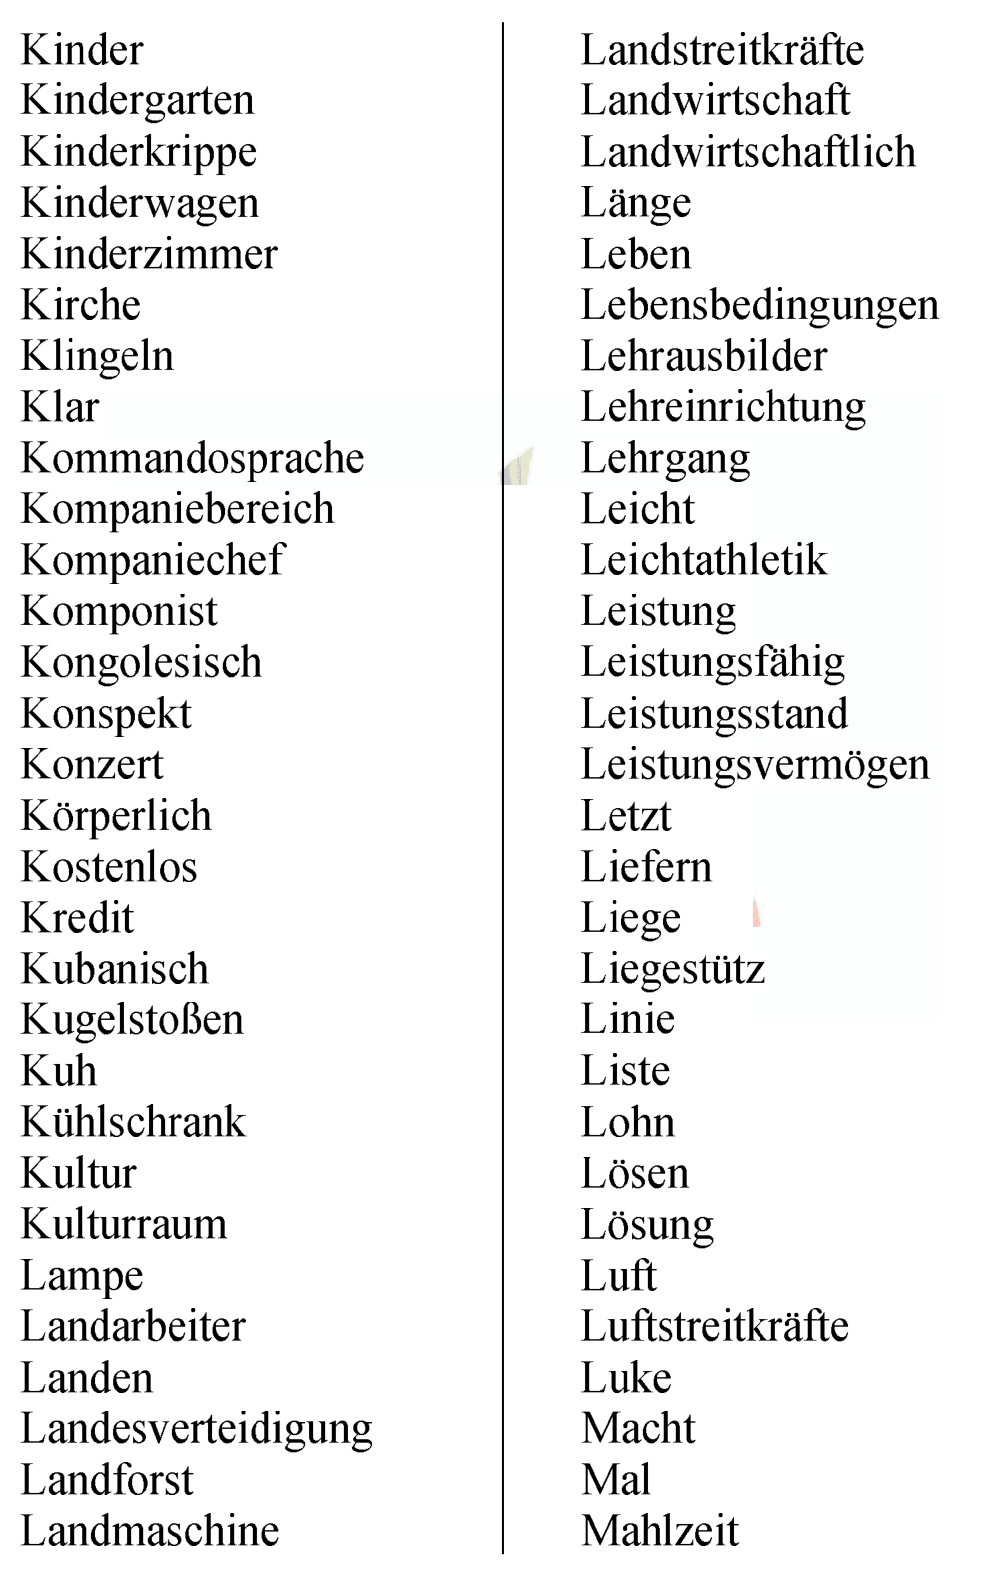 Kinder
Kindergarten
Kinderkrippe
Kinderwagen
Kinderzimmer
Kirche
Klingeln
Klar
Kommandosprache
Kompaniebereich
Kompaniechef
Komponist
Kongolesisch
Konspekt
Konzert
Körperlich
Kostenlos
Kredit
Kubanisch
Kugelstoßen
Kuh
Kühlschrank
Kultur
Kulturraum
Lampe
Landarbeiter
Landen
Landesverteidigung
Landforst
Landmaschine
Landstreitkräfte
Landwirtschaft
Landwirtschaftlich
Länge
Leben
Lebensbedingungen
Lehrausbilder
Lehreinrichtung
Lehrgang
Leicht
Leichtathletik
Leistung
Leistungsfähig
Leistungsstand
Leistungsvermögen
Letzt
Liefern
Liege
Liegestütz
Linie
Liste
Lohn
Lösen
Lösung
Luft
Luftstreitkräfte
Luke
Macht
Mal
Mahlzeit